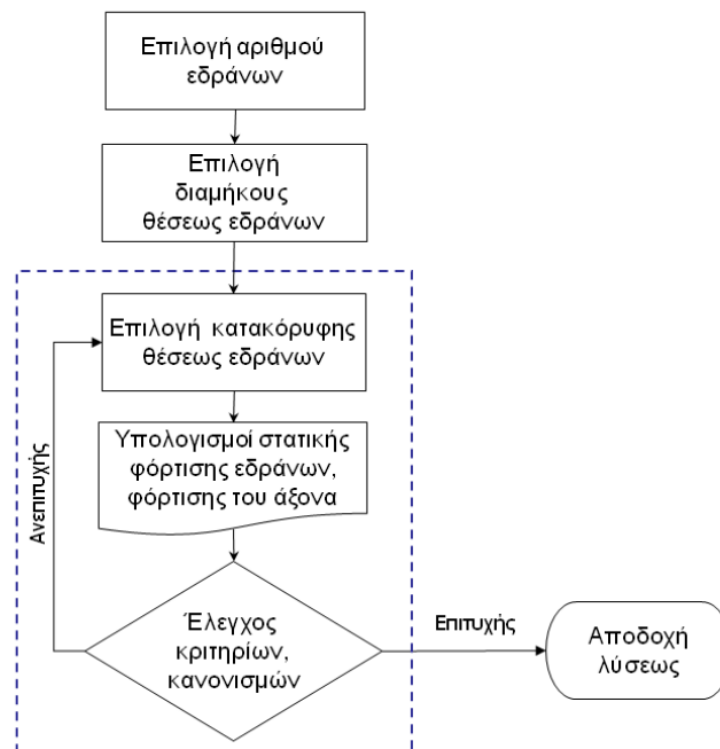 Επιλογή αριθμού
εδράνων
Επιλογή
διαμήκους
θέσεως εδράνων
Επιλογή κατακόρυφης
θέσεως εδράνων
Υπολογισμοί στατικής
φόρτισης εδράνων,
φόρτισης του άξονα
Ανεπιτυχής
Έλεγχος
κριτηρίων,
κανονισμών
Επιτυχής
Αποδοχή
λύσεως